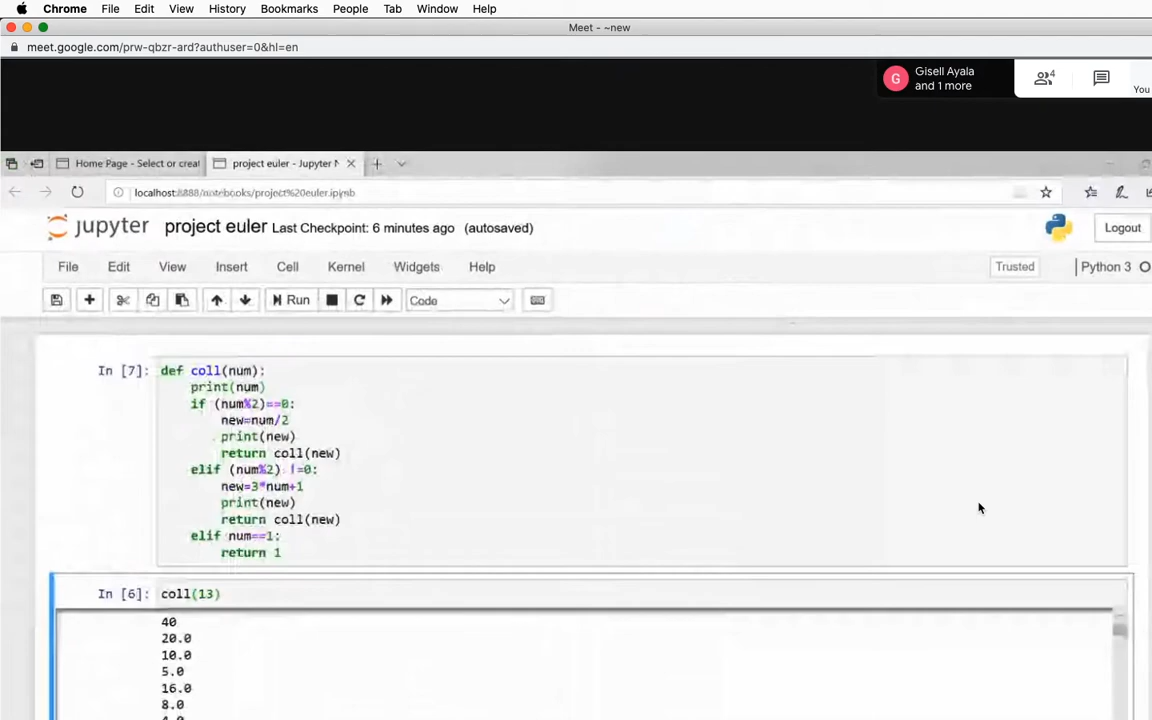 Chrome File Edit View History Bookmarks People Tab Window Help
Meet - ~new
meet.google.com/prw-qbzr-ard?authuser=0&hl=en
G Gisell Ayala
and 1 more
4
You
Home Page - Select or creat
project euler - Jupyter N
localhost:8888/notebooks/project%20euler.ipynb
jupyter project euler Last Checkpoint: 6 minutes ago (autosaved)
Logout
File Edit View Insert Cell Kernel Widgets Help
Trusted
Python 3
Run
Code
In [7]: def coll(num):
print(num)
if (num%2)==0:
new=num/2
print(new)
return coll(new)
elif (num%2) !=0:
new=3*num+1
print(new)
return coll(new)
elif num==1:
return 1
In [6]: coll(13)
40
20.0
10.0
5.0
16.0
8.0
4.0